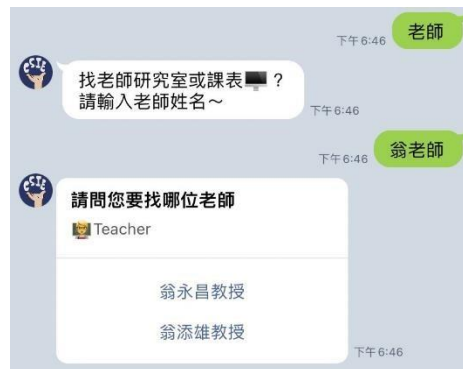 老師
下午 6:46
CSIE
找老師研究室或課表🖥️？
請輸入老師姓名～
下午 6:46
翁老師
下午 6:46
CSIE
請問您要找哪位老師
👨‍🏫Teacher
翁永昌教授
翁添雄教授
下午 6:46